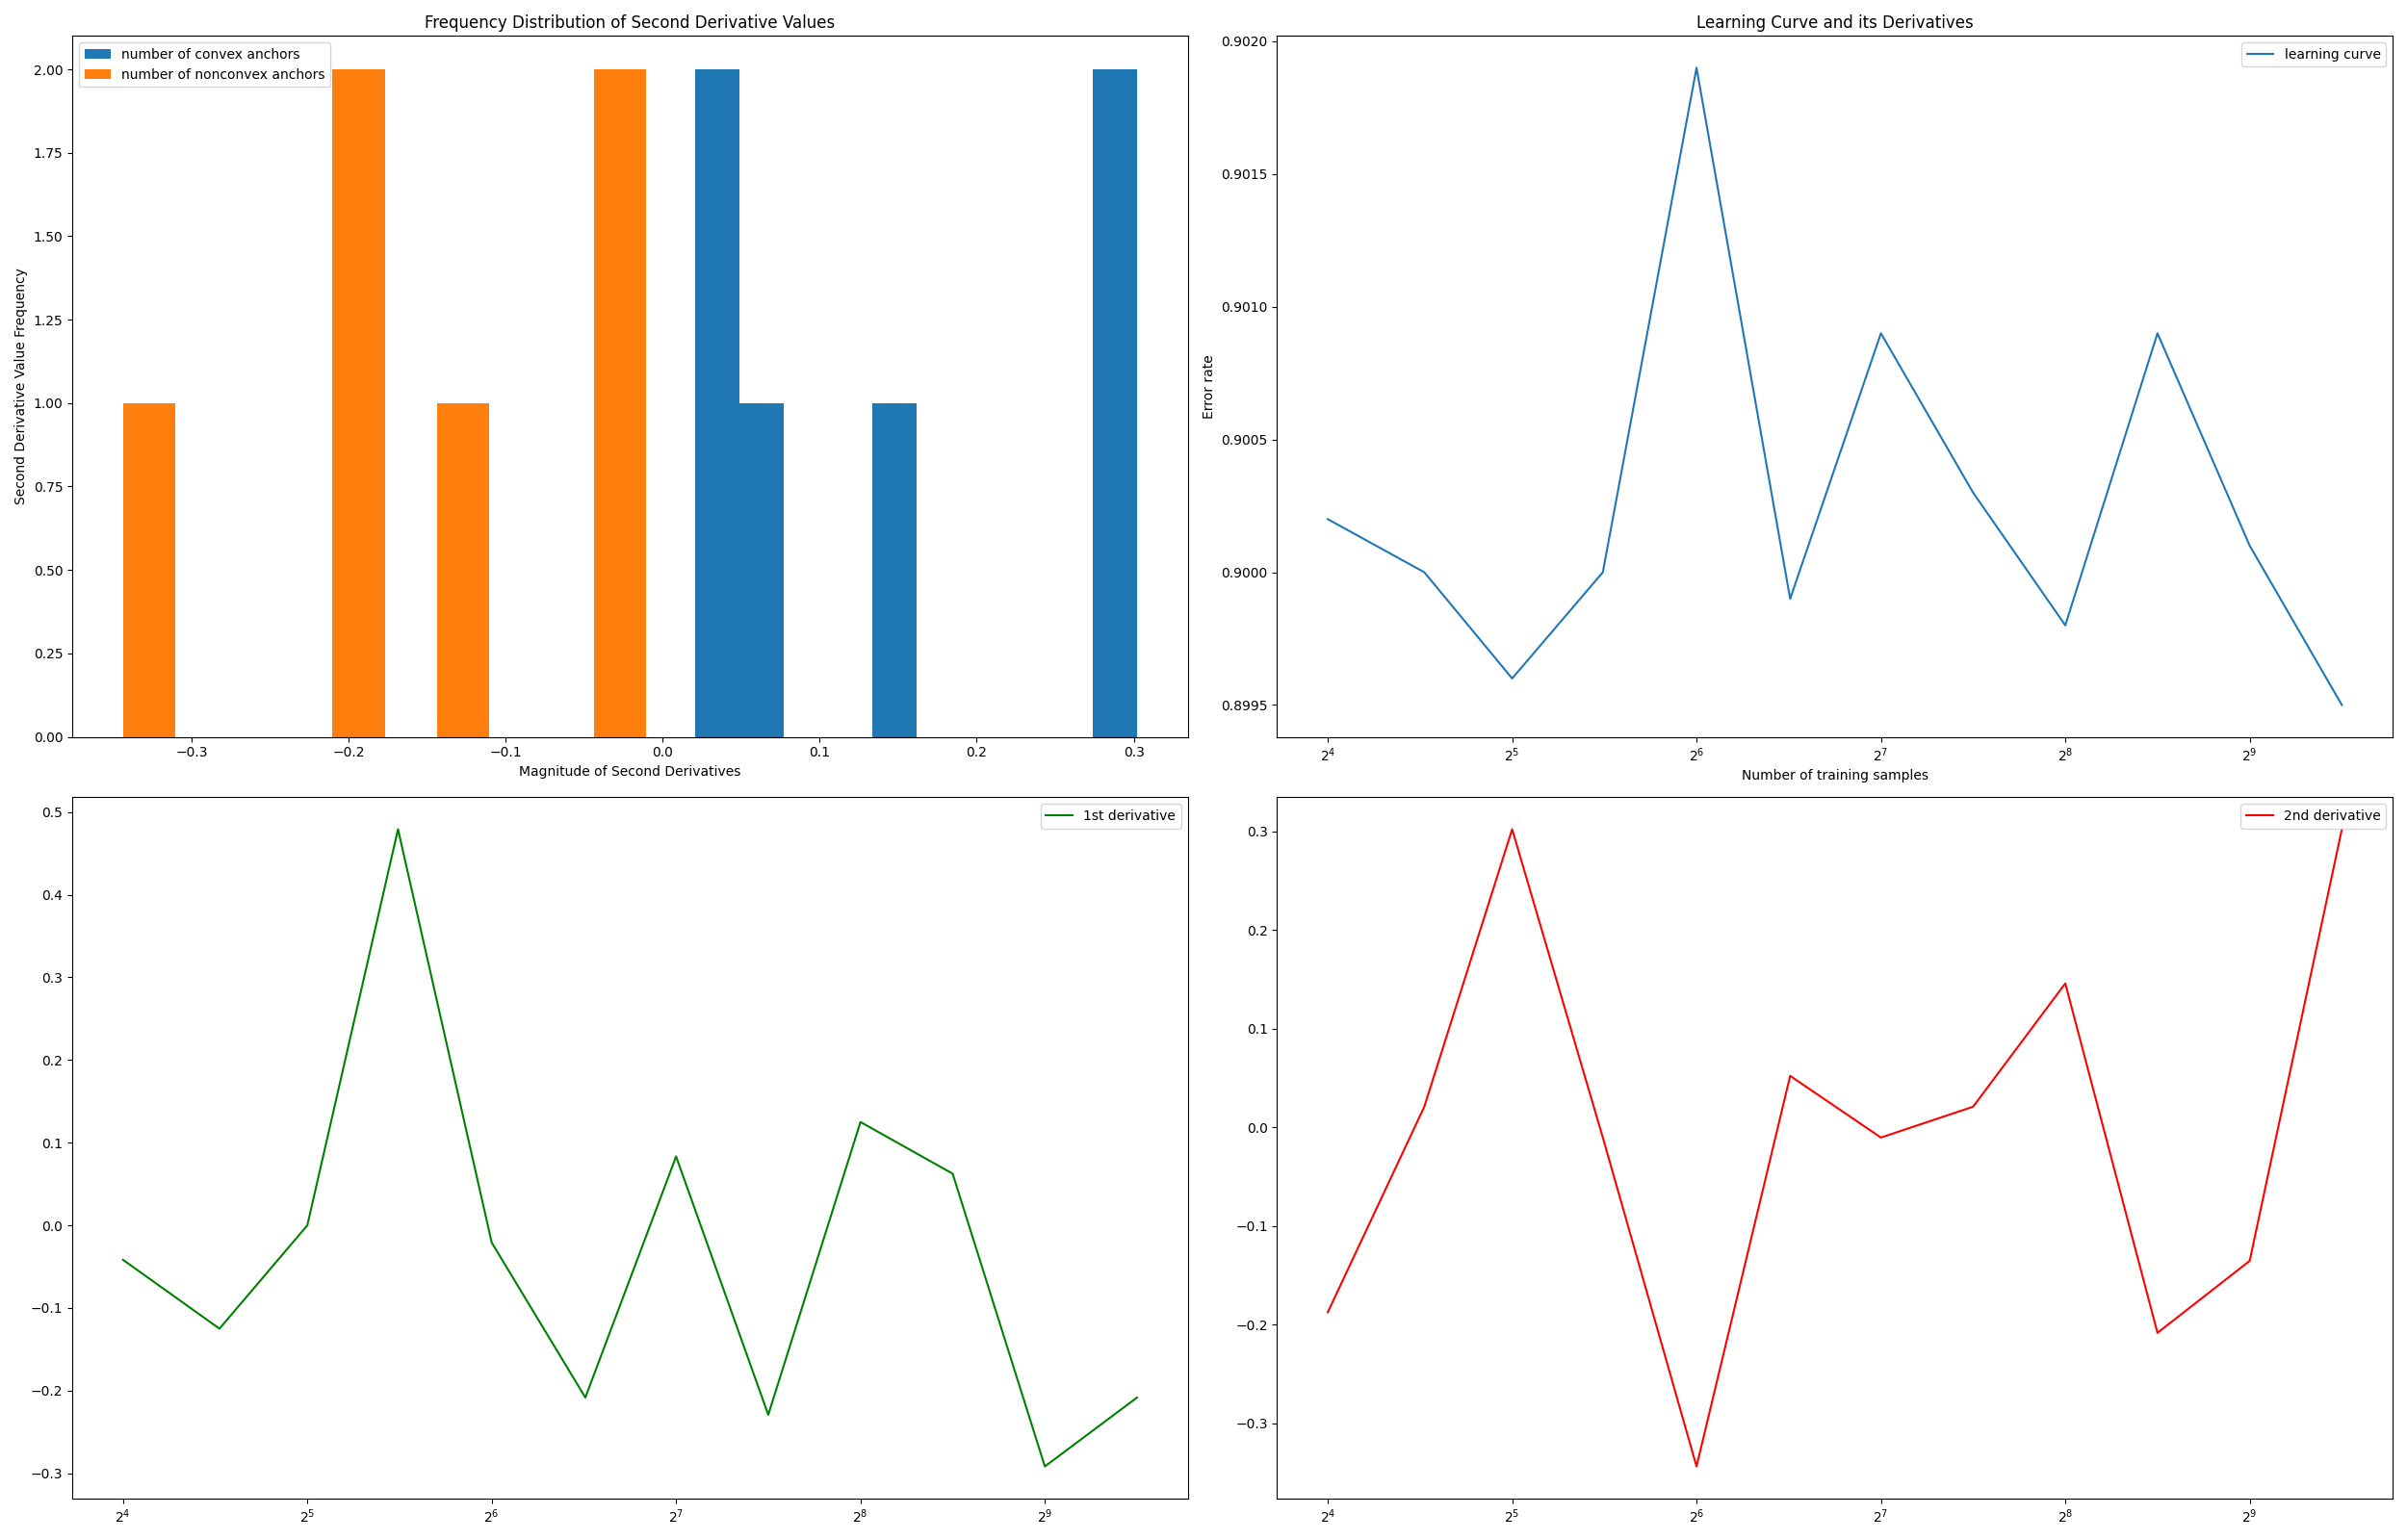 Frequency Distribution of Second Derivative Values
number of convex anchors
number of nonconvex anchors
2.00
1.75
1.50
1.25
1.00
0.75
0.50
0.25
0.00
Second Derivative Value Frequency
−0.3 −0.2 −0.1 0.0 0.1 0.2 0.3
Magnitude of Second Derivatives
Learning Curve and its Derivatives
learning curve
0.9020
0.9015
0.9010
0.9005
0.9000
0.8995
Error rate
2⁴ 2⁵ 2⁶ 2⁷ 2⁸ 2⁹
Number of training samples
1st derivative
0.5
0.4
0.3
0.2
0.1
0.0
−0.1
−0.2
−0.3
2⁴ 2⁵ 2⁶ 2⁷ 2⁸ 2⁹
2nd derivative
0.3
0.2
0.1
0.0
−0.1
−0.2
−0.3
2⁴ 2⁵ 2⁶ 2⁷ 2⁸ 2⁹